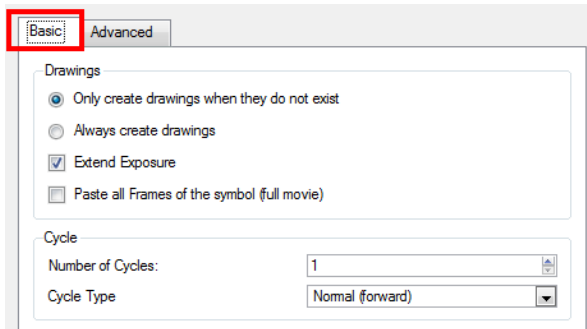 Basic Advanced
Drawings
Only create drawings when they do not exist
Always create drawings
Extend Exposure
Paste all Frames of the symbol (full movie)
Cycle
Number of Cycles: 1
Cycle Type Normal (forward)